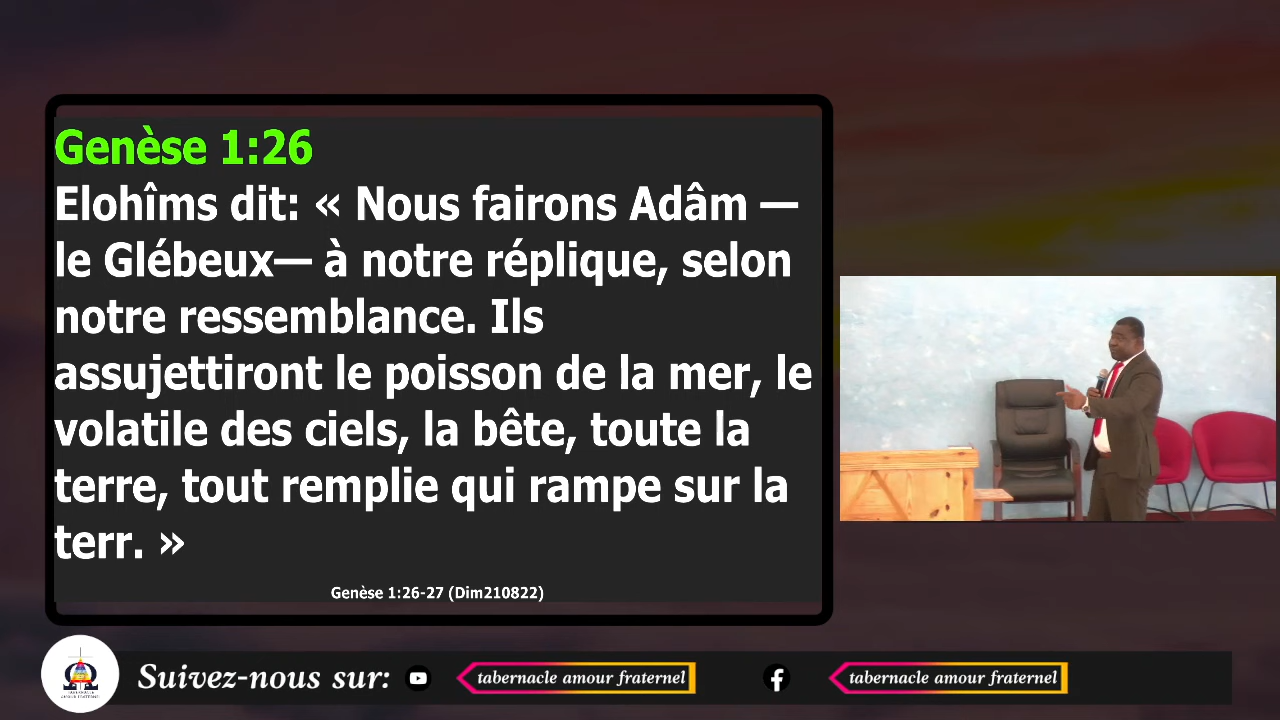 Genèse 1:26
Elohîms dit: « Nous fairons Adâm —
le Glébeux— à notre réplique, selon
notre ressemblance. Ils
assujettiront le poisson de la mer, le
volatile des ciels, la bête, toute la
terre, tout remplie qui rampe sur la
terr. »
Genèse 1:26-27 (Dim210822)
Suivez-nous sur:
tabernacle amour fraternel
tabernacle amour fraternel